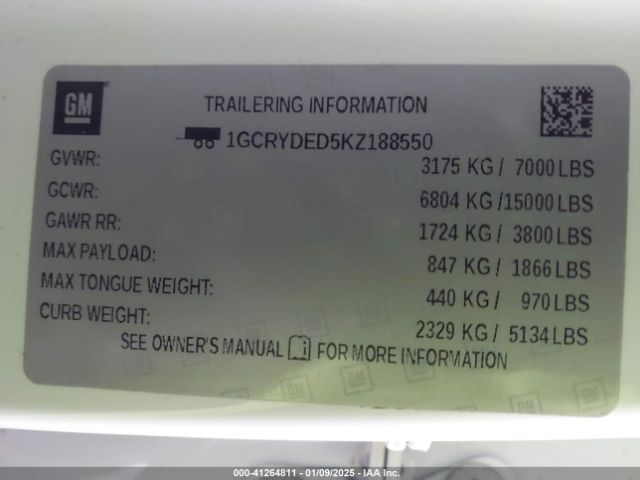 GM
TRAILERING INFORMATION
1GCRYDED5KZ188550
GVWR: 3175 KG / 7000 LBS
GCWR: 6804 KG /15000 LBS
GAWR RR: 1724 KG / 3800 LBS
MAX PAYLOAD: 847 KG / 1866 LBS
MAX TONGUE WEIGHT: 440 KG / 970 LBS
CURB WEIGHT: 2329 KG / 5134 LBS
SEE OWNER'S MANUAL FOR MORE INFORMATION
GM
000-41264811 - 01/09/2025 - IAA Inc.